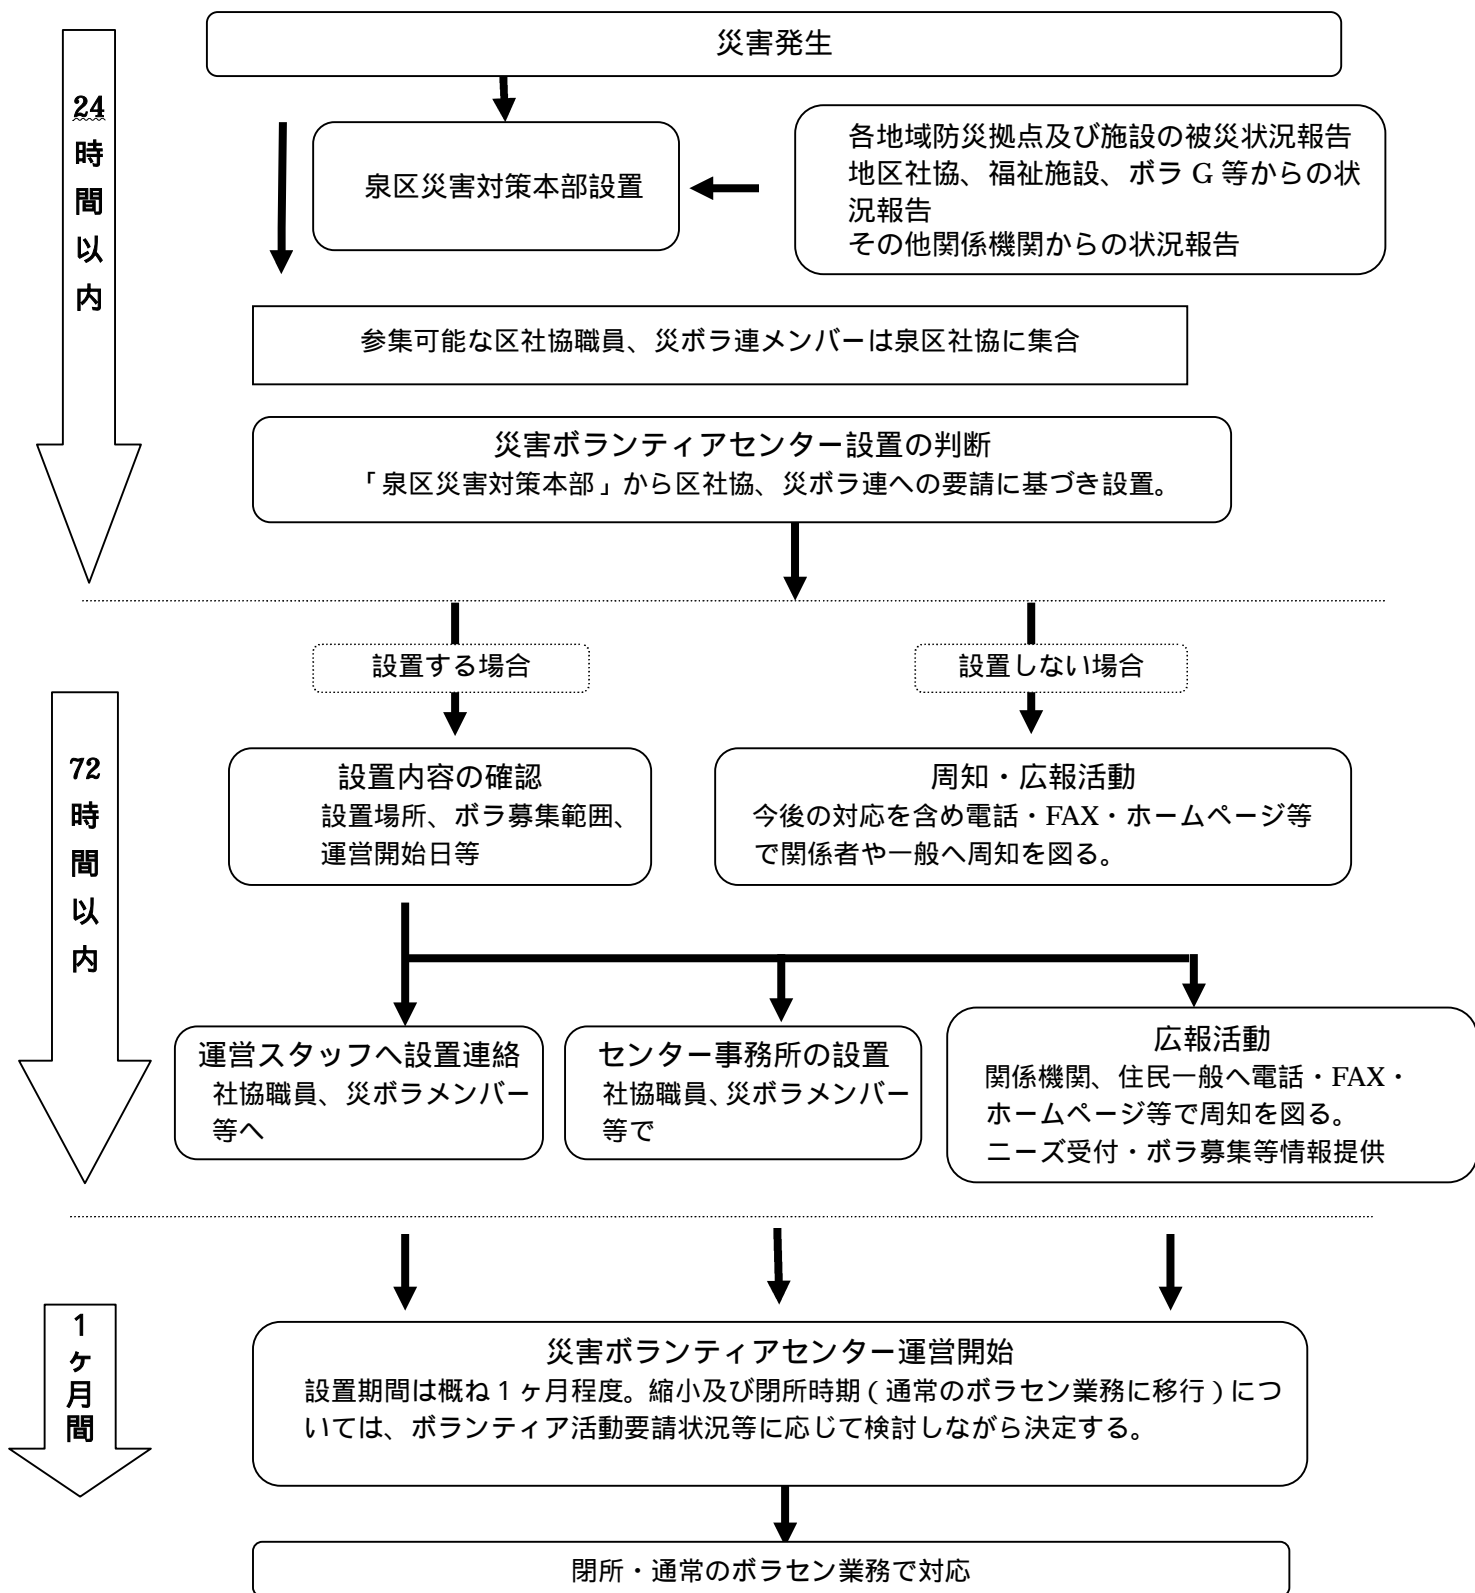 災害発生
24
時
間
以
内
泉区災害対策本部設置
各地域防災拠点及び施設の被災状況報告
地区社協、福祉施設、ボラ G 等からの状
況報告
その他関係機関からの状況報告
参集可能な区社協職員、災ボラ連メンバーは泉区社協に集合
災害ボランティアセンター設置の判断
「泉区災害対策本部」から区社協、災ボラ連への要請に基づき設置。
設置する場合
設置しない場合
72
時
間
以
内
設置内容の確認
設置場所、ボラ募集範囲、
運営開始日等
周知・広報活動
今後の対応を含め電話・FAX・ホームページ等
で関係者や一般へ周知を図る。
運営スタッフへ設置連絡
社協職員、災ボラメンバー
等へ
センター事務所の設置
社協職員、災ボラメンバー
等で
広報活動
関係機関、住民一般へ電話・FAX・
ホームページ等で周知を図る。
ニーズ受付・ボラ募集等情報提供
1
ケ
月
間
災害ボランティアセンター運営開始
設置期間は概ね 1 ヶ月程度。縮小及び閉所時期（通常のボラセン業務に移行）につ
いては、ボランティア活動要請状況等に応じて検討しながら決定する。
閉所・通常のボラセン業務で対応